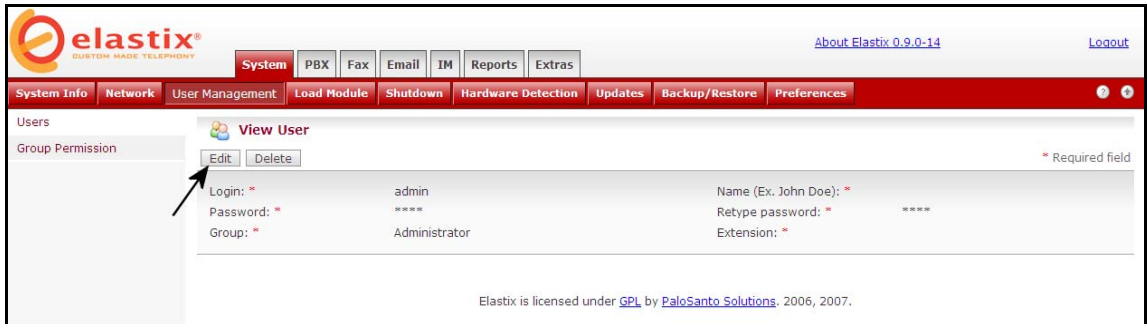 elastix®
CUSTOM MADE TELEPHONY
About Elastix 0.9.0-14 Logout
System PBX Fax Email IM Reports Extras
System Info Network User Management Load Module Shutdown Hardware Detection Updates Backup/Restore Preferences ?
Users
Group Permission
View User
Edit Delete * Required field
Login: * admin Name (Ex. John Doe): *
Password: * **** Retype password: * ****
Group: * Administrator Extension: *
Elastix is licensed under GPL by PaloSanto Solutions. 2006, 2007.